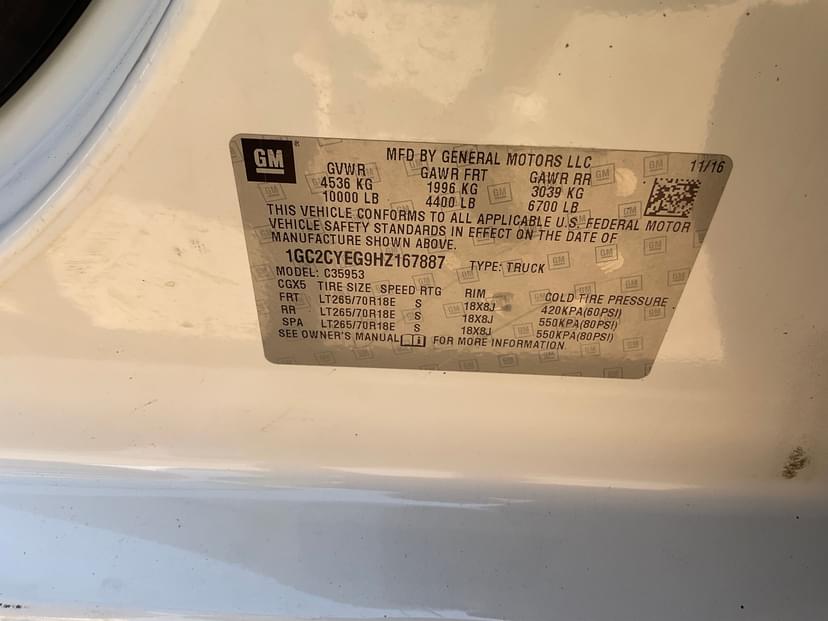 GM
MFD BY GENERAL MOTORS LLC 11/16
GVWR GAWR FRT GAWR RR
4536 KG 1996 KG 3039 KG
10000 LB 4400 LB 6700 LB
THIS VEHICLE CONFORMS TO ALL APPLICABLE U.S. FEDERAL MOTOR
VEHICLE SAFETY STANDARDS IN EFFECT ON THE DATE OF
MANUFACTURE SHOWN ABOVE.
1GC2CYEG9HZ167887 TYPE: TRUCK
MODEL: C35953
CGX5 TIRE SIZE SPEED RTG RIM COLD TIRE PRESSURE
FRT LT265/70R18E S 18X8J 420KPA(60PSI)
RR LT265/70R18E S 18X8J 550KPA(80PSI)
SPA LT265/70R18E S 18X8J 550KPA(80PSI)
SEE OWNER'S MANUAL FOR MORE INFORMATION